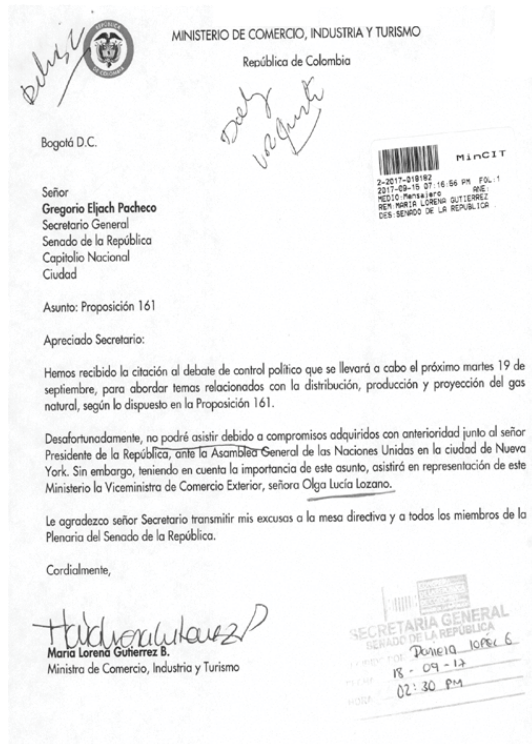 REPÚBLICA
DE COLOMBIA
MINISTERIO DE COMERCIO, INDUSTRIA Y TURISMO
República de Colombia
Bogotá D.C.
MinCIT
2-2017-018182
2017-09-15 07:16:56 PM FOL:1
MEDIO:Mensajero ANE:
REM:MARIA LORENA GUTIERREZ
DES:SENADO DE LA REPUBLICA
Señor
Gregorio Eljach Pacheco
Secretario General
Senado de la República
Capitolio Nacional
Ciudad
Asunto: Proposición 161
Apreciado Secretario:
Hemos recibido la citación al debate de control político que se llevará a cabo el próximo martes 19 de
septiembre, para abordar temas relacionados con la distribución, producción y proyección del gas
natural, según lo dispuesto en la Proposición 161.
Desafortunadamente, no podré asistir debido a compromisos adquiridos con anterioridad junto al señor
Presidente de la República, ante la Asamblea General de las Naciones Unidas en la ciudad de Nueva
York. Sin embargo, teniendo en cuenta la importancia de este asunto, asistirá en representación de este
Ministerio la Viceministra de Comercio Exterior, señora Olga Lucía Lozano.
Le agradezco señor Secretario transmitir mis excusas a la mesa directiva y a todos los miembros de la
Plenaria del Senado de la República.
Cordialmente,
María Lorena Gutiérrez B.
Ministra de Comercio, Industria y Turismo
SECRETARIA GENERAL
SENADO DE LA REPÚBLICA
Daniela lopez G
18 - 09 - 17
02:30 PM